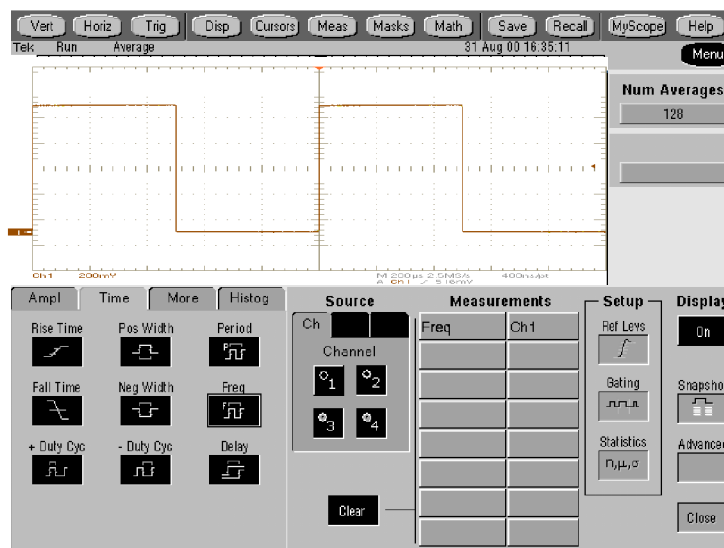 Vert Horiz Trig Disp Cursors Meas Masks Math Save Recall MyScope Help
Tek Run Average 31 Aug 00 16:35:11
Menu
Num Averages
128
Ch1 200mV M 200µs 2.5MS/s 400ns/pt
A Ch1 / 516mV
Ampl Time More Histog
Rise Time Pos Width Period
Fall Time Neg Width Freq
+ Duty Cyc - Duty Cyc Delay
Source
Ch
Channel
1 2
3 4
Clear
Measurements
Freq Ch1
Setup
Ref Levs
Gating
Statistics
n,µ,σ
Display
On
Snapsho
Advanced
Close